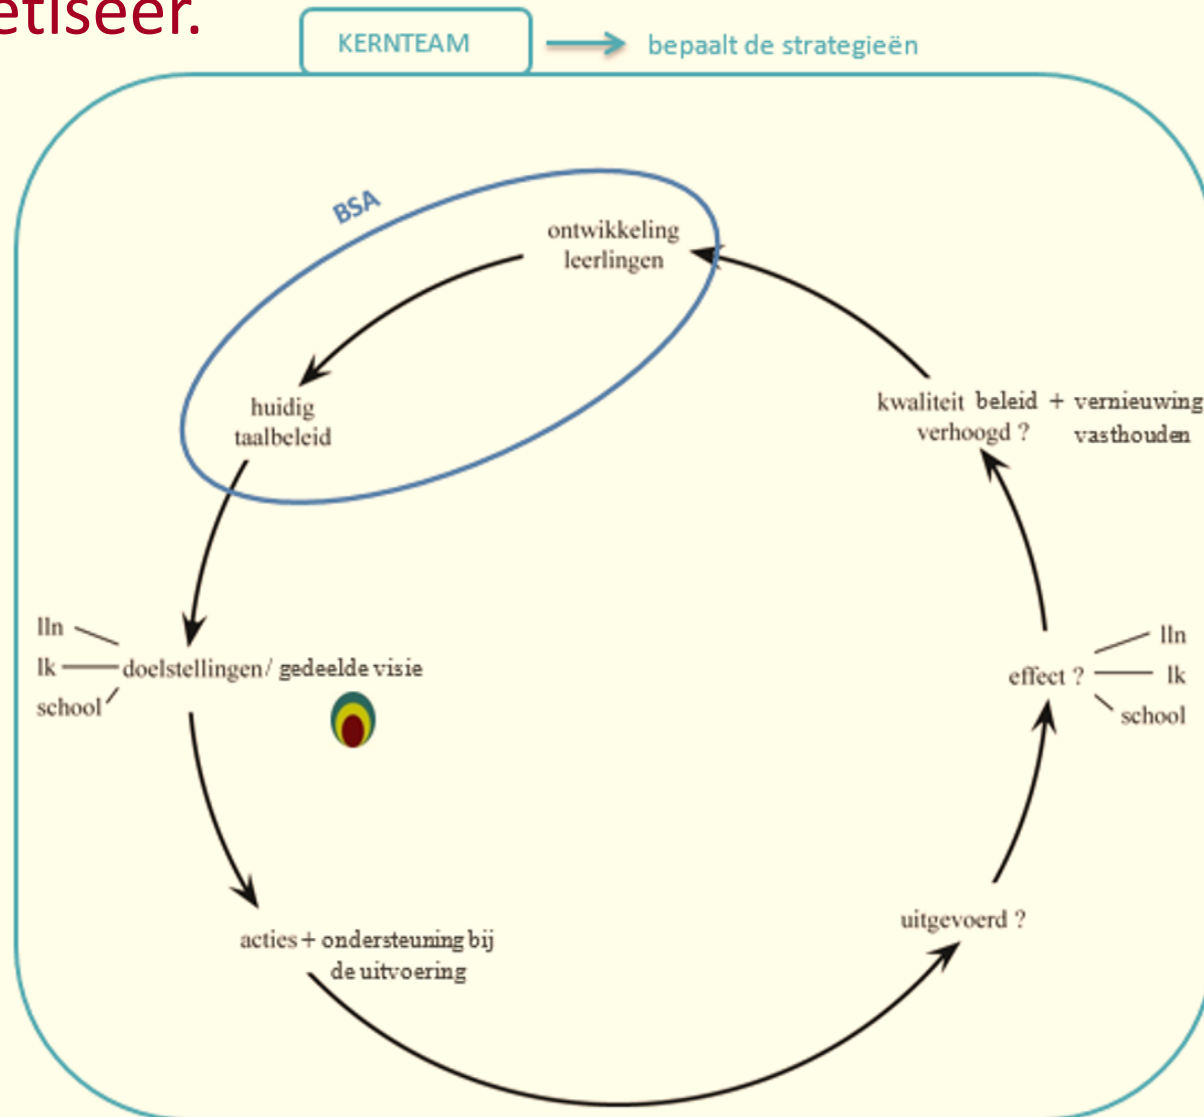 etiseer.
KERNTEAM
bepaalt de strategieën
BSA
ontwikkeling
leerlingen
huidig
taalbeleid
kwaliteit beleid + vernieuwing
verhoogd ? vasthouden
lln
lk
school
doelstellingen/ gedeelde visie
effect ?
lln
lk
school
acties + ondersteuning bij
de uitvoering
uitgevoerd ?